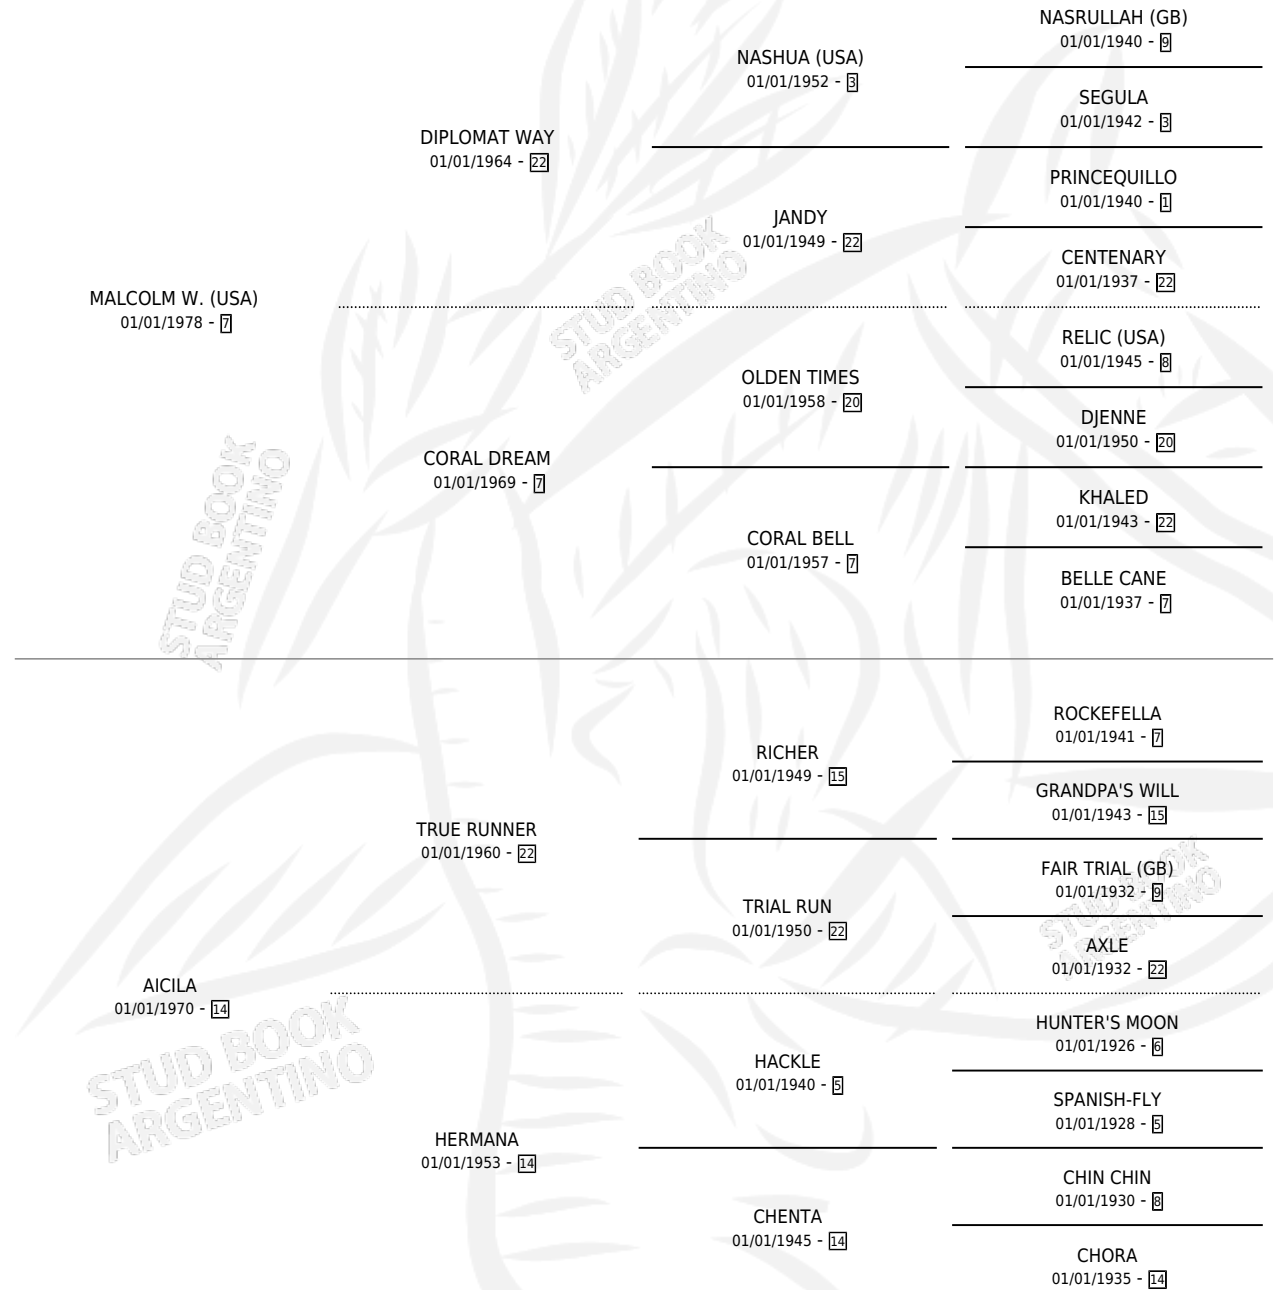 NASRULLAH (GB)
01/01/1940 - 9
NASHUA (USA)
01/01/1952 - 3
SEGULA
01/01/1942 - 3
DIPLOMAT WAY
01/01/1964 - 22
PRINCEQUILLO
01/01/1940 - 1
JANDY
01/01/1949 - 22
CENTENARY
01/01/1937 - 22
MALCOLM W. (USA)
01/01/1978 - 7
RELIC (USA)
01/01/1945 - 8
OLDEN TIMES
01/01/1958 - 20
DJENNE
01/01/1950 - 20
CORAL DREAM
01/01/1969 - 7
KHALED
01/01/1943 - 22
CORAL BELL
01/01/1957 - 7
BELLE CANE
01/01/1937 - 7
ROCKEFELLA
01/01/1941 - 7
RICHER
01/01/1949 - 15
GRANDPA'S WILL
01/01/1943 - 15
TRUE RUNNER
01/01/1960 - 22
FAIR TRIAL (GB)
01/01/1932 - 9
TRIAL RUN
01/01/1950 - 22
AXLE
01/01/1932 - 22
AICILA
01/01/1970 - 14
HUNTER'S MOON
01/01/1926 - 6
HACKLE
01/01/1940 - 5
SPANISH-FLY
01/01/1928 - 5
HERMANA
01/01/1953 - 14
CHIN CHIN
01/01/1930 - 8
CHENTA
01/01/1945 - 14
CHORA
01/01/1935 - 14
STUD BOOK
ARGENTINO
STUD BOOK
ARGENTINO
STUD BOOK
ARGENTINO
STUD BOOK
ARGENTINO